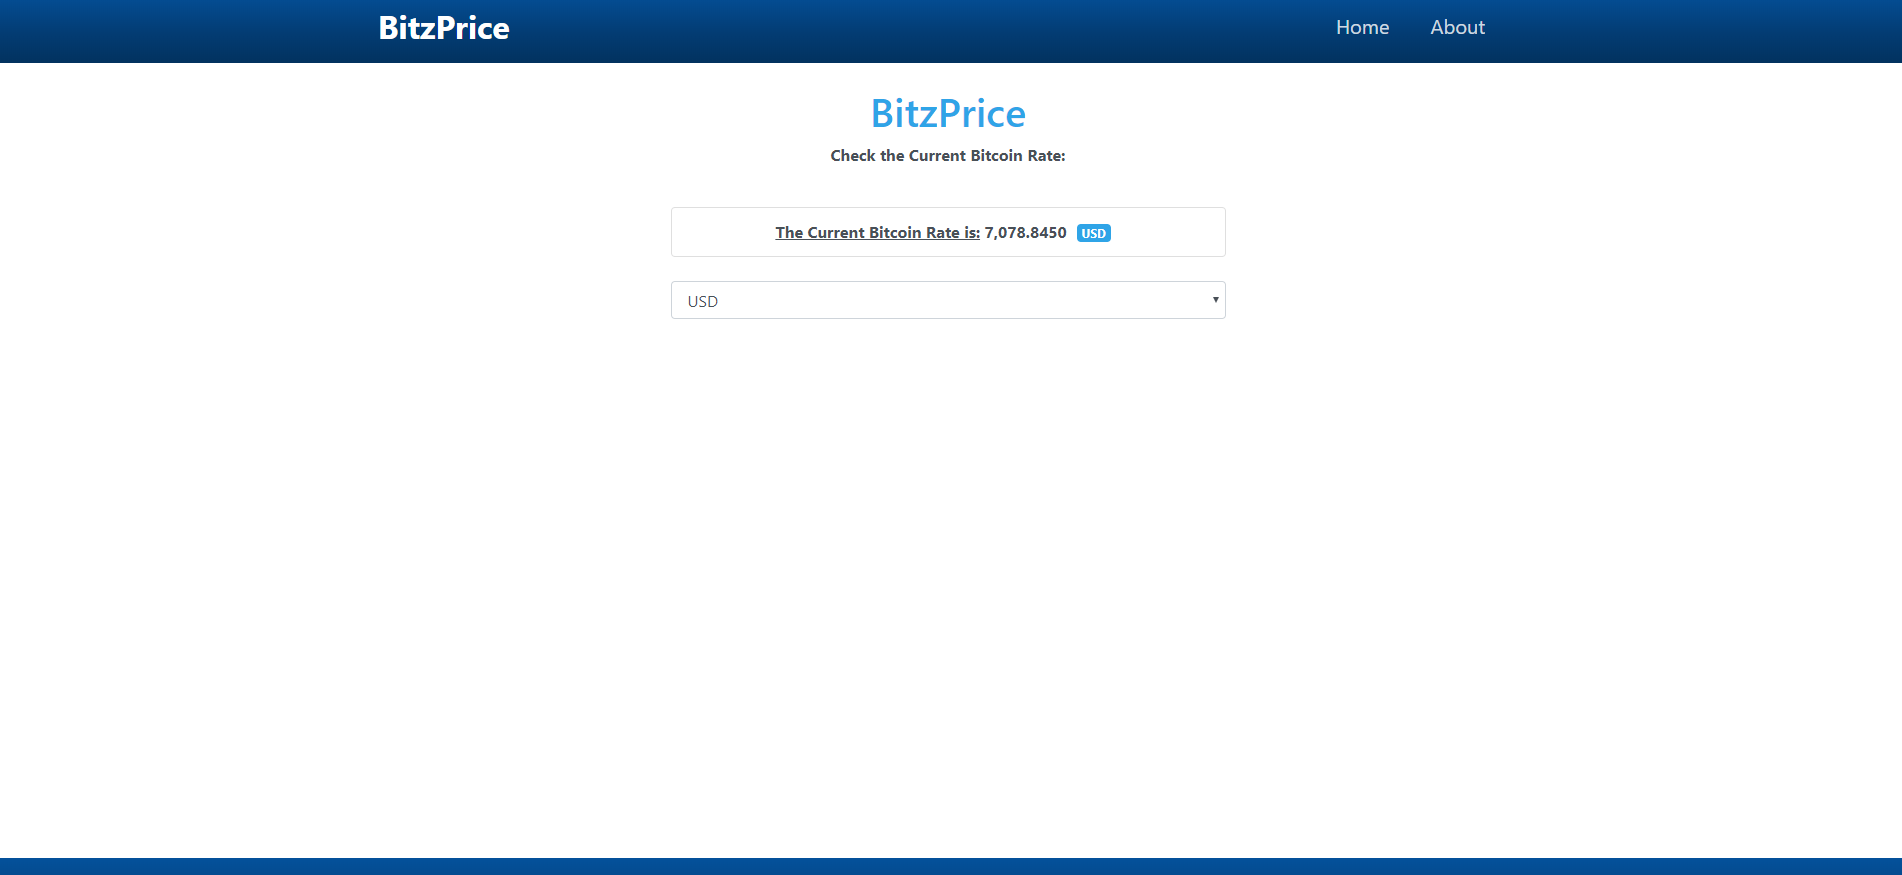 BitzPrice
Home
About
BitzPrice
Check the Current Bitcoin Rate:
The Current Bitcoin Rate is: 7,078.8450 USD
USD